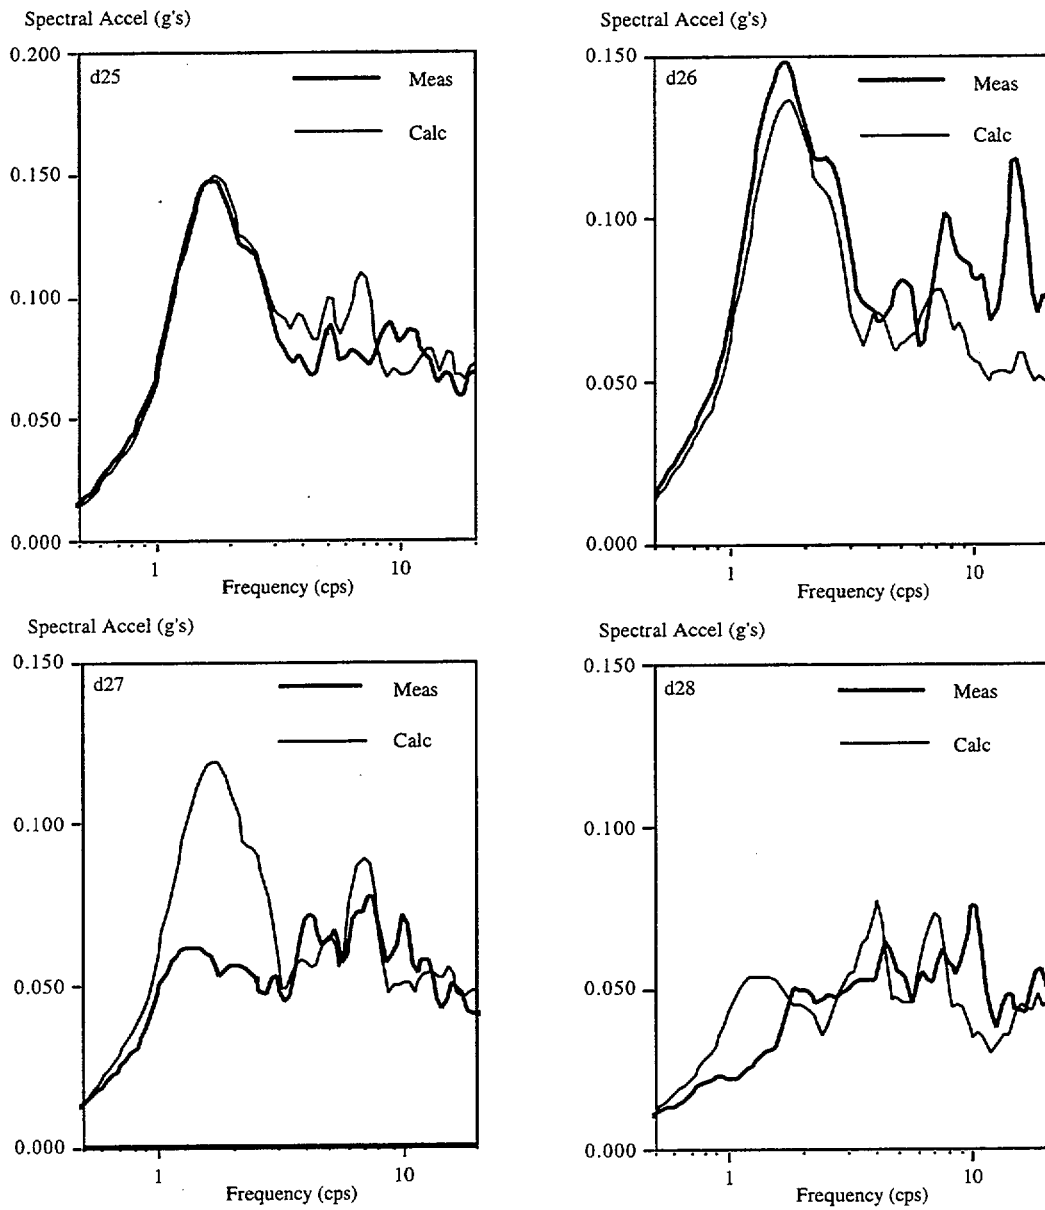 Spectral Accel (g's)
0.200
d25
Meas
Calc
0.150
0.100
0.050
0.000
1
10
Frequency (cps)
Spectral Accel (g's)
0.150
d26
Meas
Calc
0.100
0.050
0.000
1
10
Frequency (cps)
Spectral Accel (g's)
0.150
d27
Meas
Calc
0.100
0.050
0.000
1
10
Frequency (cps)
Spectral Accel (g's)
0.150
d28
Meas
Calc
0.100
0.050
0.000
1
10
Frequency (cps)